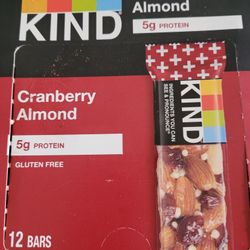 KIND
Almond
5g PROTEIN
Cranberry
Almond
5g PROTEIN
GLUTEN FREE
12 BARS
INGREDIENTS YOU CAN
SEE & PRONOUNCE®
KIND